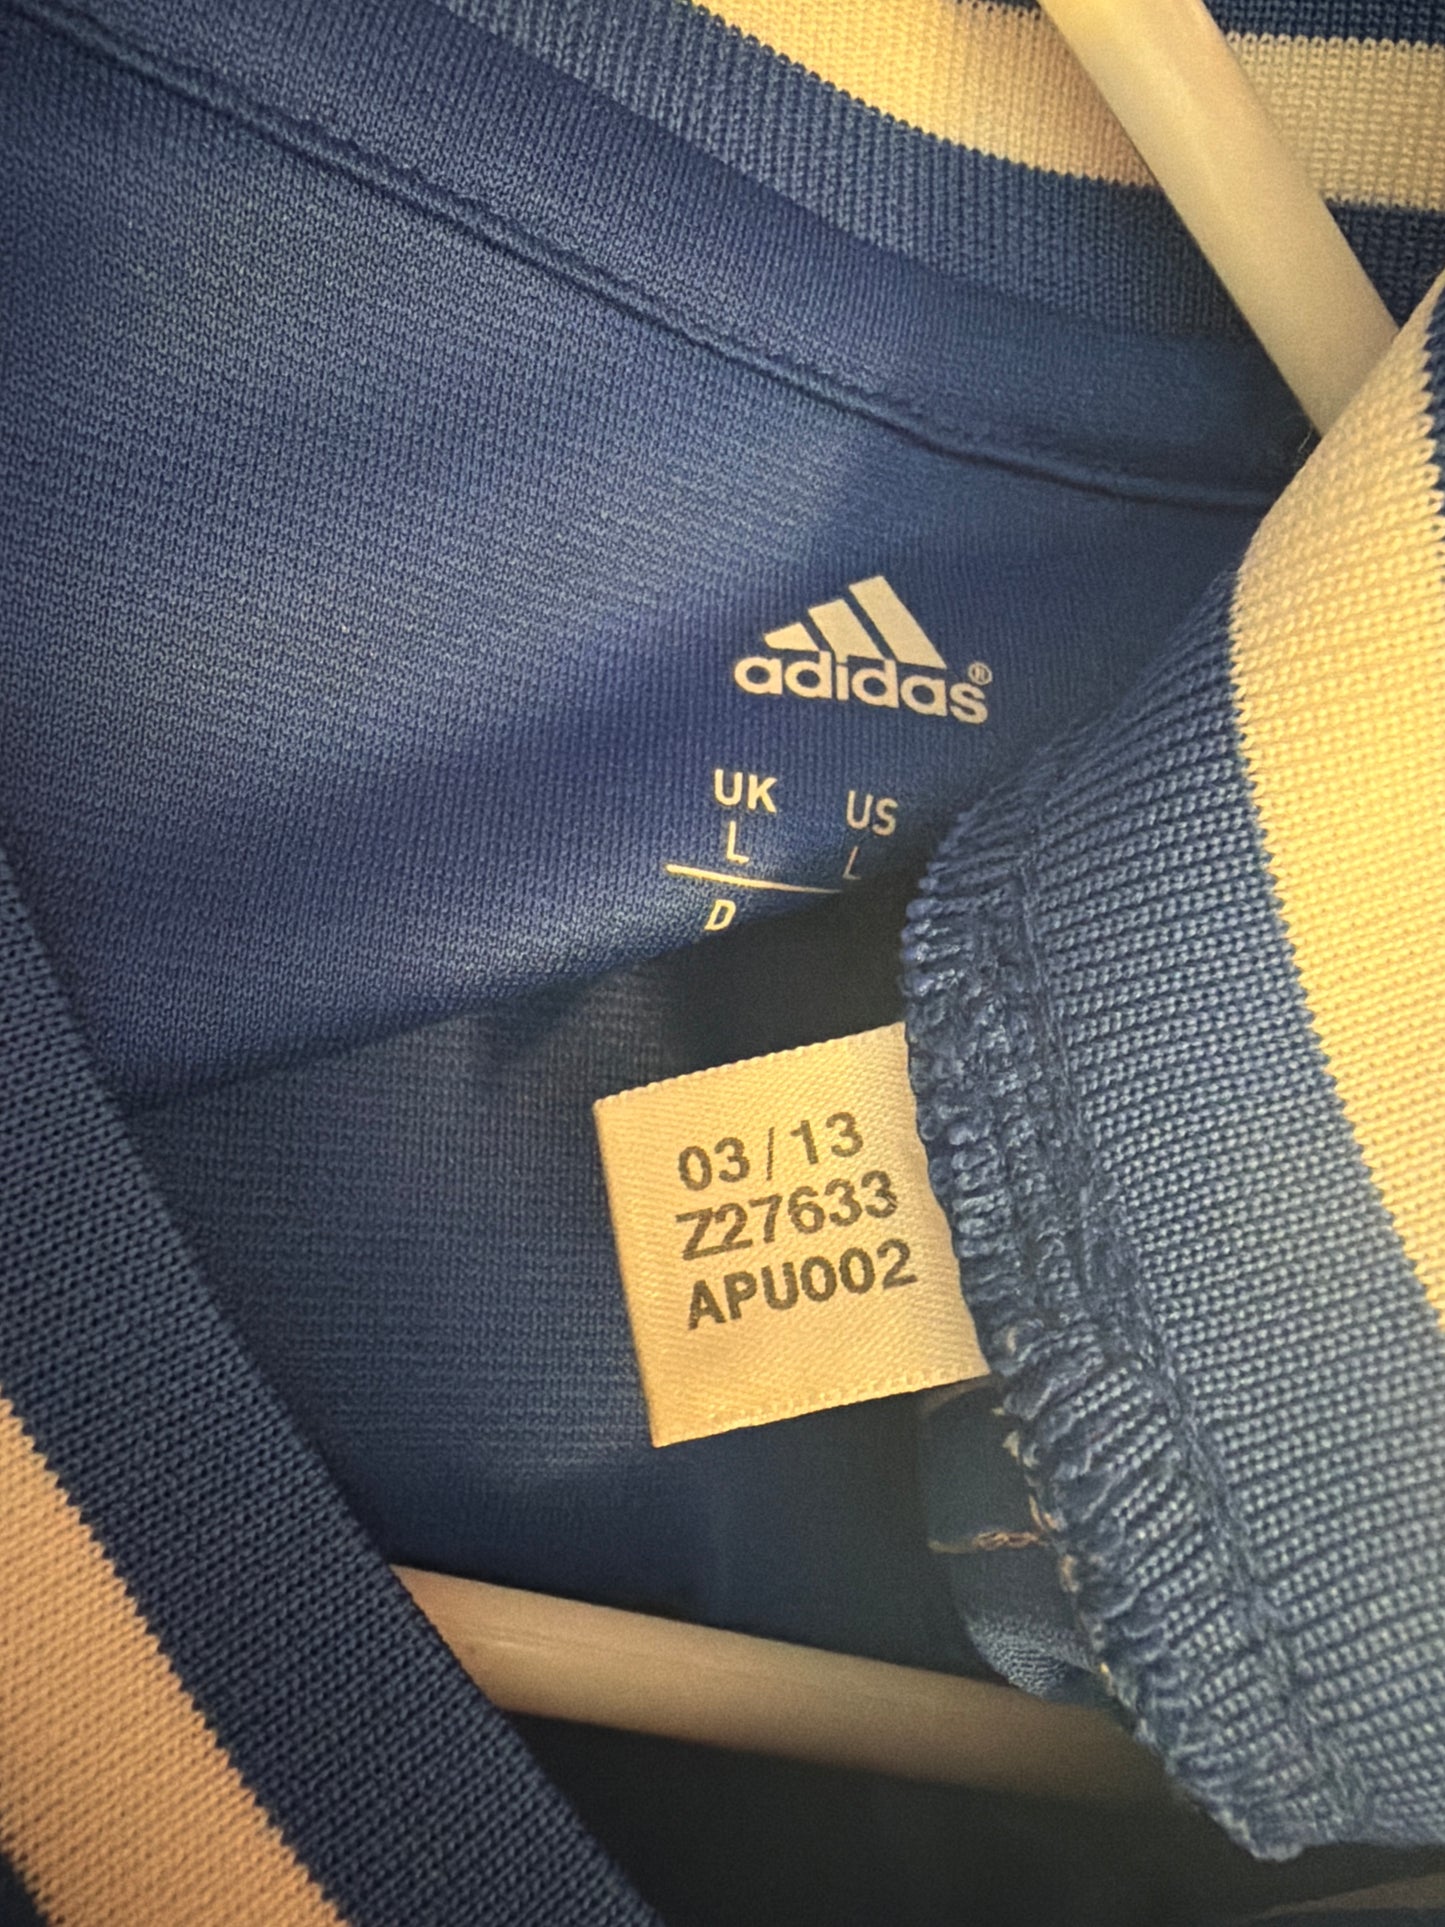 adidas®
UK US
L L
D
03/13
Z27633
APU002